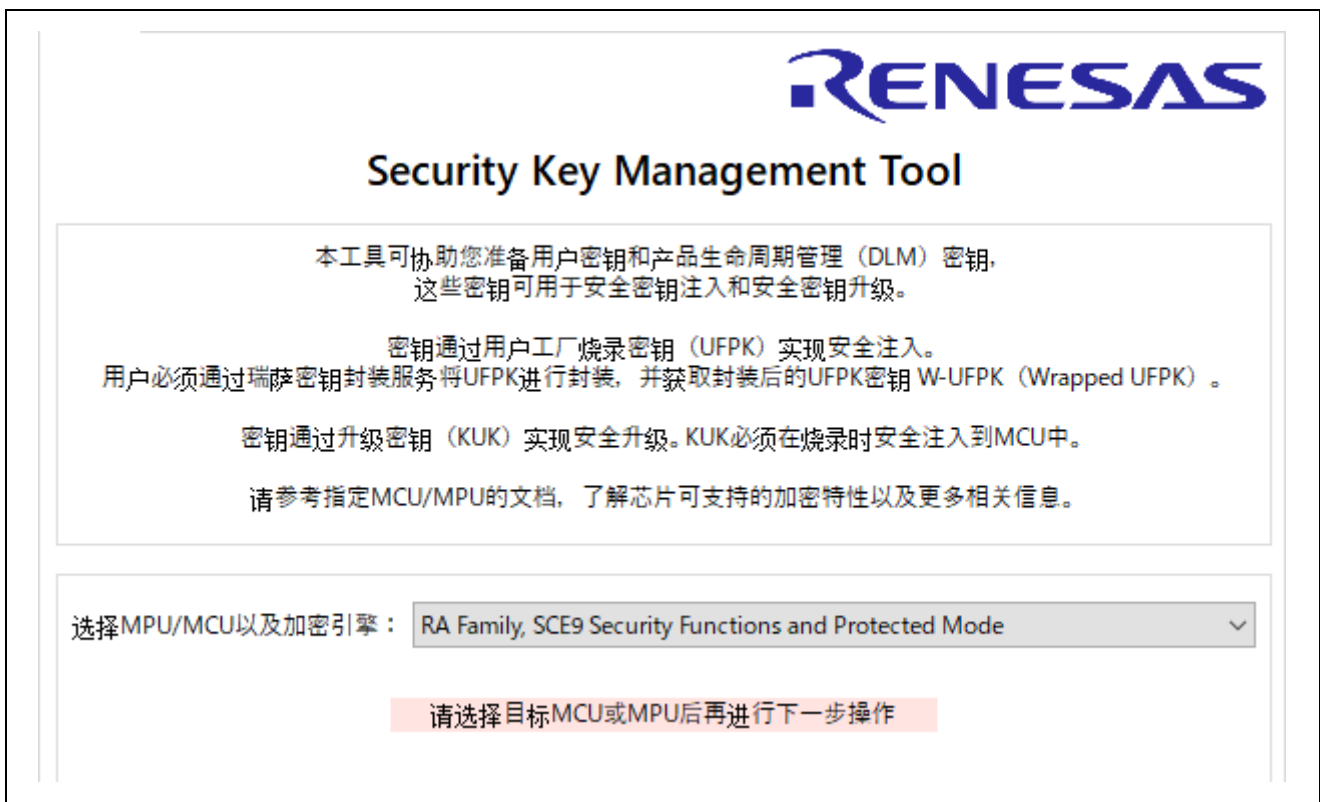 RENESAS
Security Key Management Tool
本工具可协助您准备用户密钥和产品生命周期管理（DLM）密钥，
这些密钥可用于安全密钥注入和安全密钥升级。
密钥通过用户工厂烧录密钥（UFPK）实现安全注入。
用户必须通过瑞萨密钥封装服务将UFPK进行封装，并获取封装后的UFPK密钥 W-UFPK（Wrapped UFPK）。
密钥通过升级密钥（KUK）实现安全升级。KUK必须在烧录时安全注入到MCU中。
请参考指定MCU/MPU的文档，了解芯片可支持的加密特性以及更多相关信息。
选择MPU/MCU以及加密引擎： RA Family, SCE9 Security Functions and Protected Mode
请选择目标MCU或MPU后再进行下一步操作